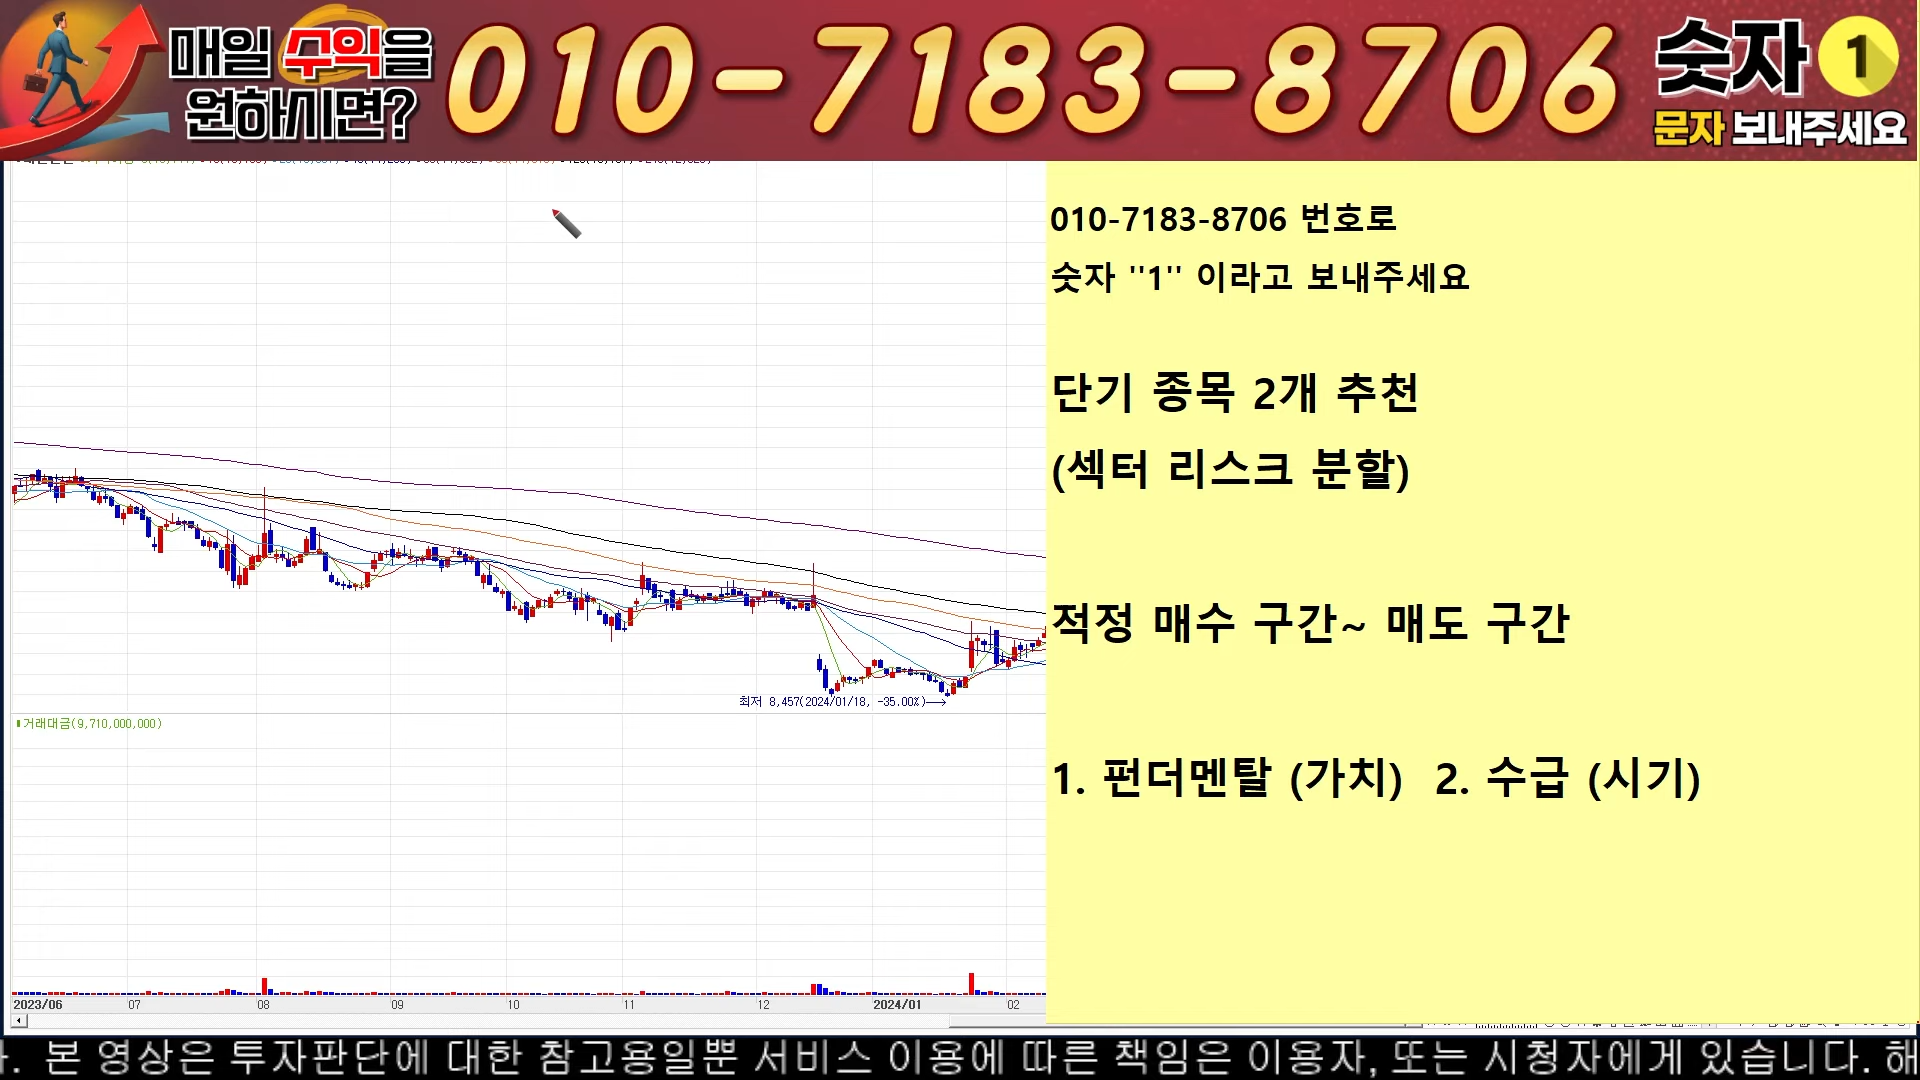 매일 수익을
원하시면?
010-7183-8706
숫자 1
문자 보내주세요
010-7183-8706 번호로
숫자 ''1'' 이라고 보내주세요
단기 종목 2개 추천
(섹터 리스크 분할)
적정 매수 구간~ 매도 구간
1. 펀더멘탈 (가치) 2. 수급 (시기)
최저 8,457(2024/01/18, -35.00%)
거래대금(9,710,000,000)
2023/06 07 08 09 10 11 12 2024/01 02
. 본 영상은 투자판단에 대한 참고용일뿐 서비스 이용에 따른 책임은 이용자, 또는 시청자에게 있습니다. 해